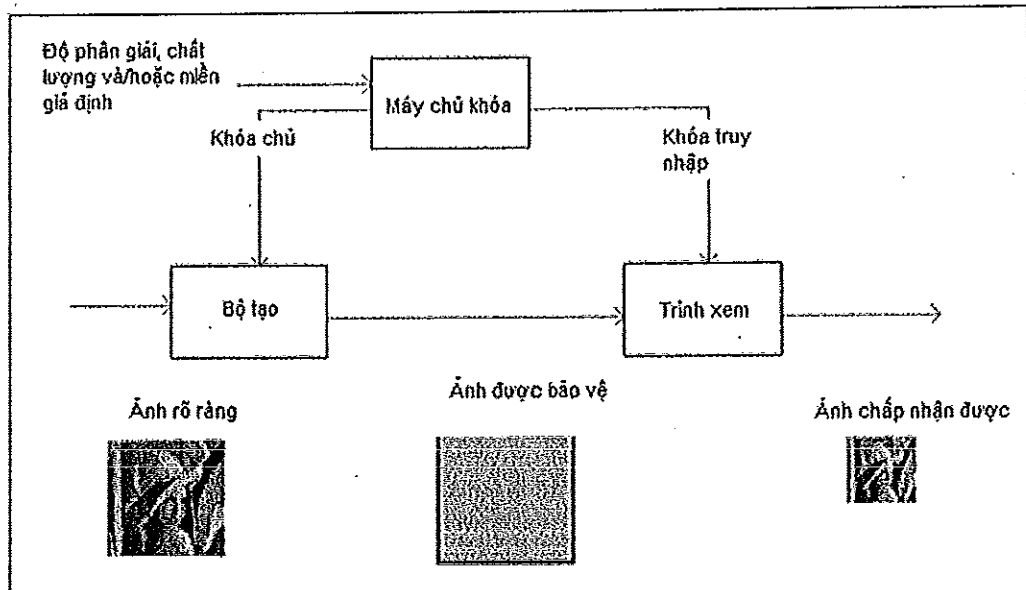 Độ phân giải, chất
lượng và/hoặc miền
giả định
Máy chủ khóa
Khóa chủ
Khóa truy
nhập
Bộ tạo
Trình xem
Ảnh rõ ràng
Ảnh được bảo vệ
Ảnh chấp nhận được